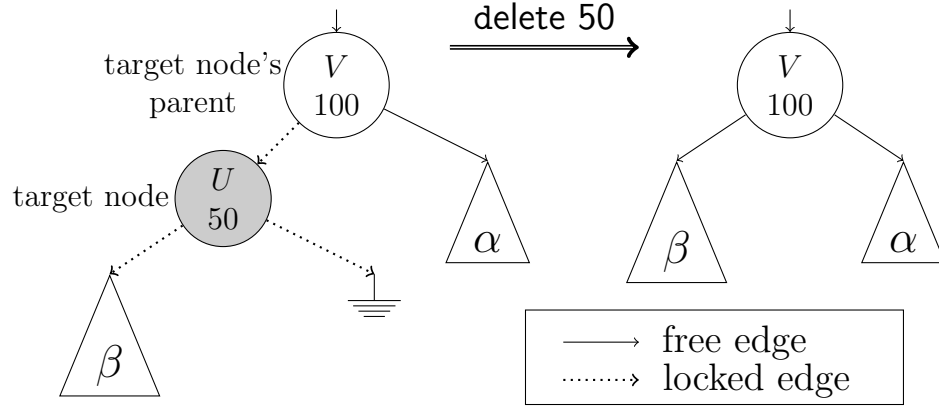 delete 50
target node's
parent
V
100
V
100
target node
U
50
α
β
α
β
free edge
locked edge